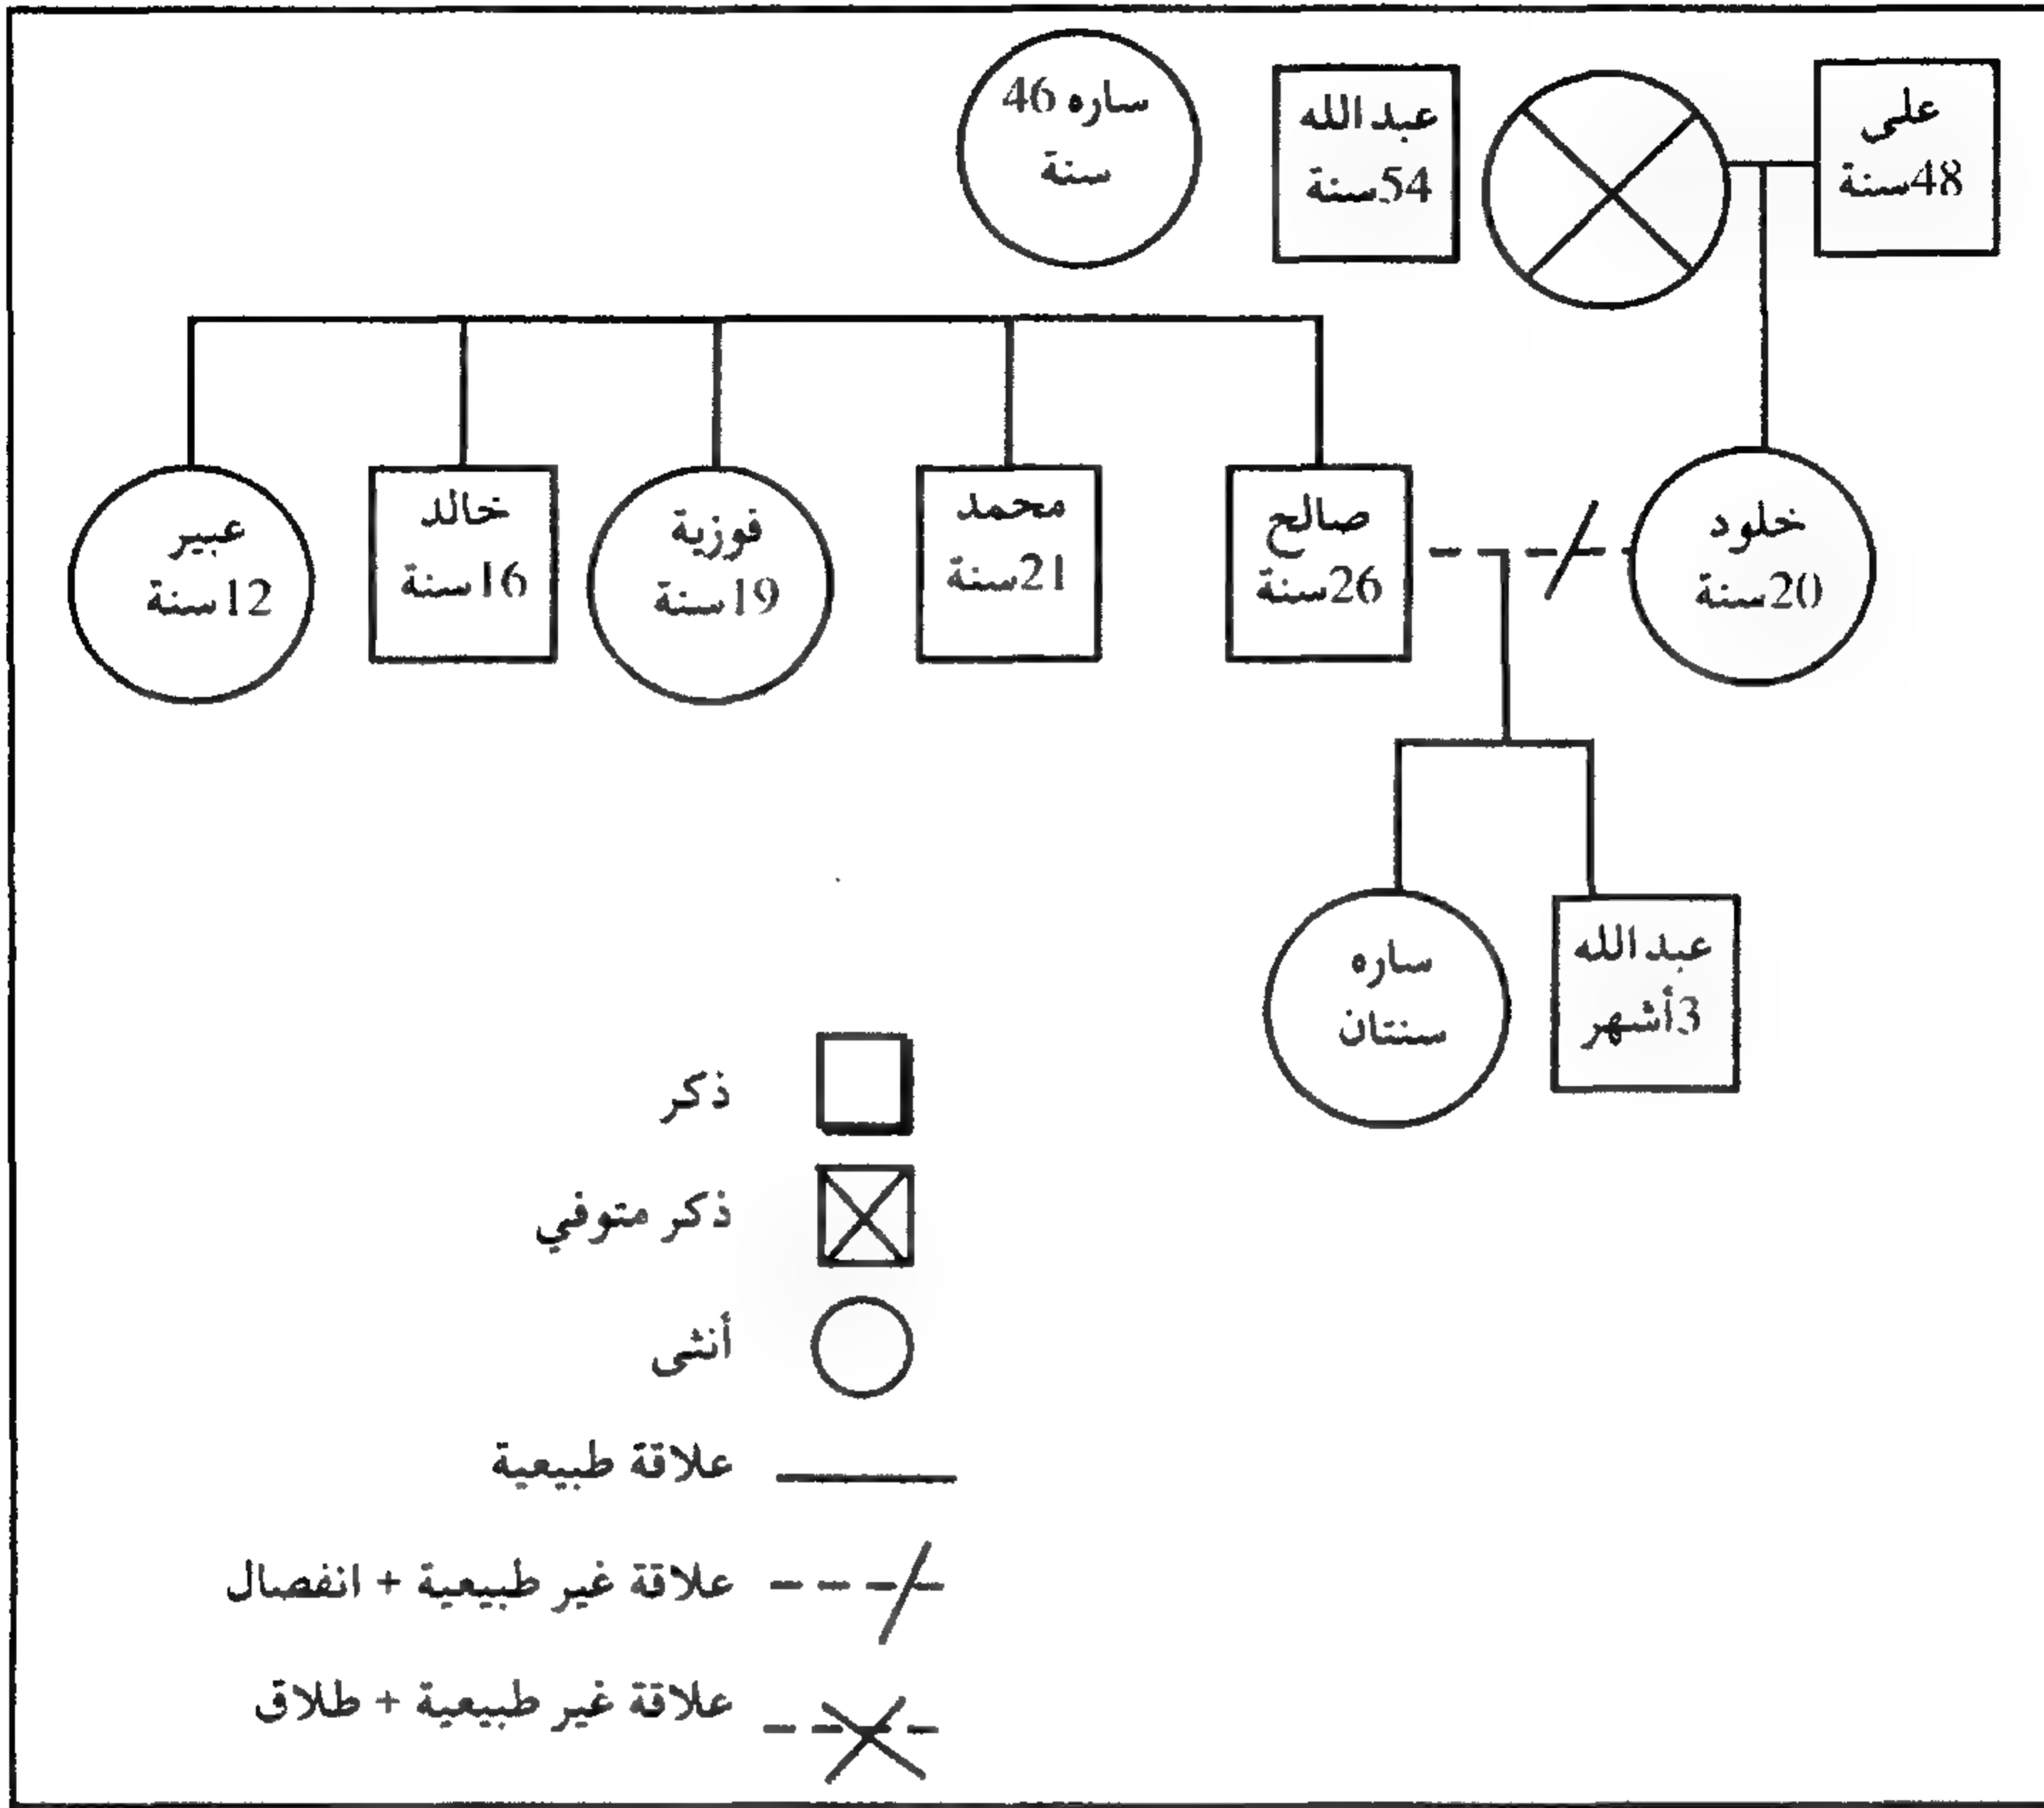 على
48سنة
عبد الله
54سنة
ساره 46
سنة
خلود
20سنة
صالح
26سنة
محمد
21سنة
فوزية
19سنة
خالد
16سنة
عبير
12سنة
عبد الله
3أشهر
ساره
سنتان
ذكر
ذكر متوفي
أنثى
علاقة طبيعية
علاقة غير طبيعية + انفصال
علاقة غير طبيعية + طلاق